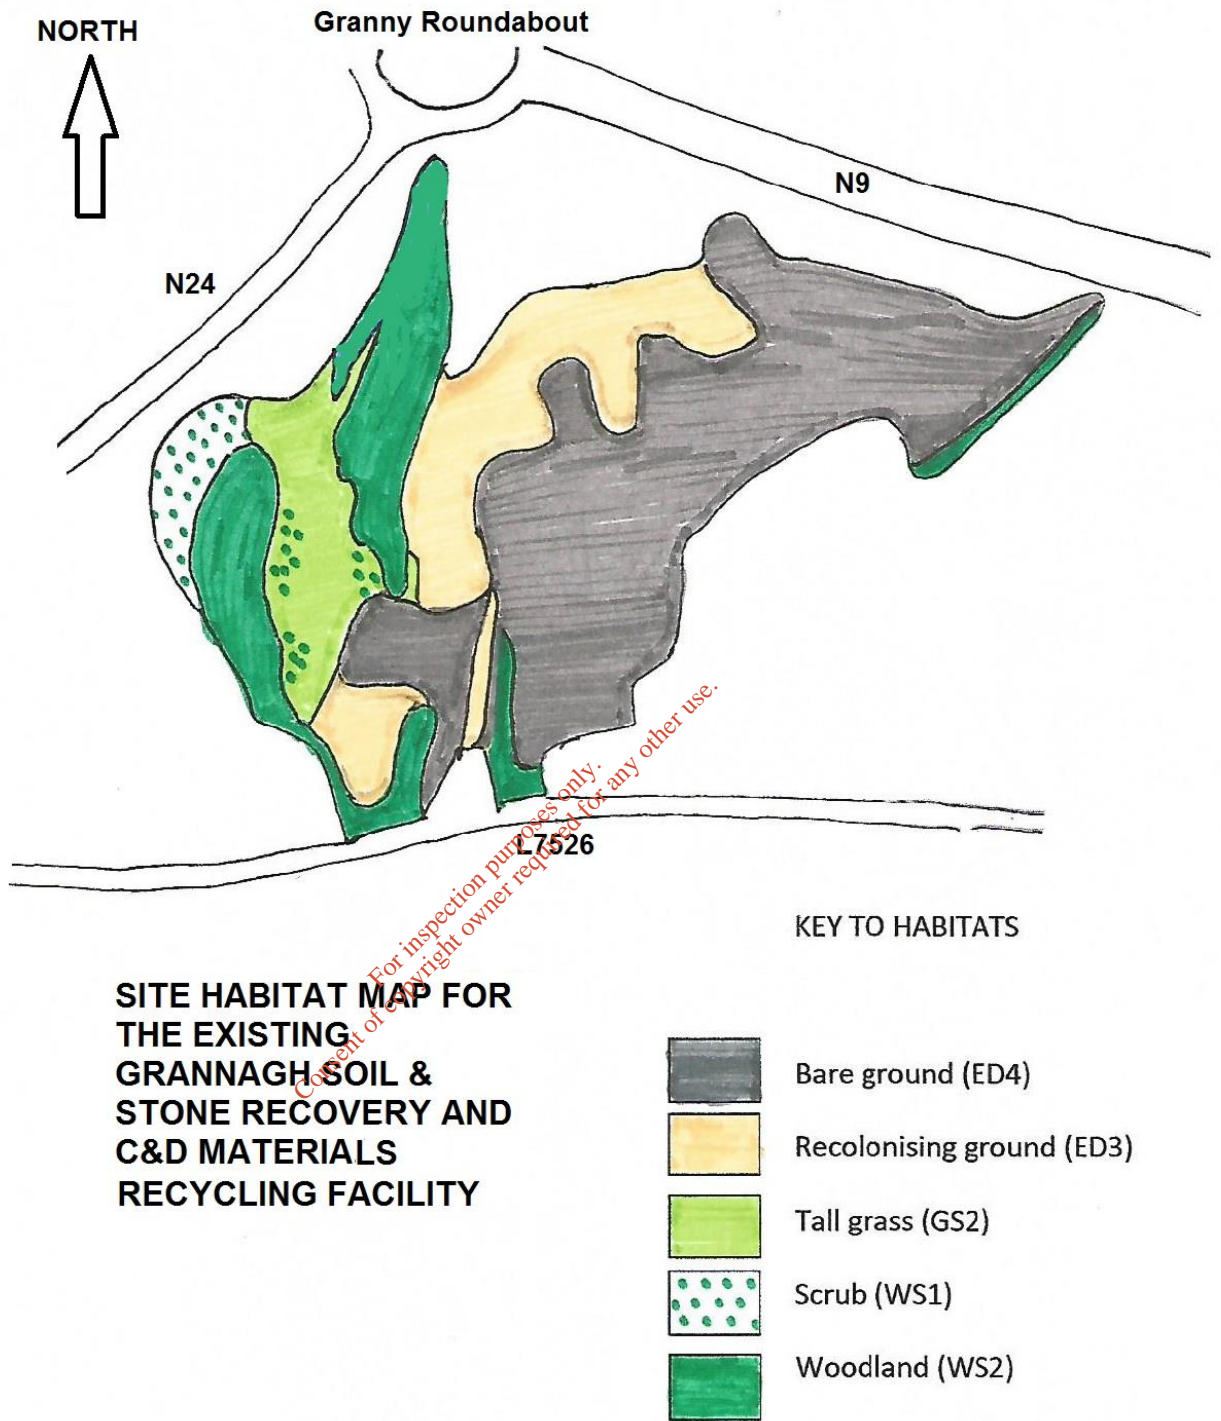 NORTH
Granny Roundabout
N9
N24
L7526
For inspection purposes only.
Consent of copyright owner required for any other use.
KEY TO HABITATS
SITE HABITAT MAP FOR
THE EXISTING
GRANNAGH SOIL &
STONE RECOVERY AND
C&D MATERIALS
RECYCLING FACILITY
Bare ground (ED4)
Recolonising ground (ED3)
Tall grass (GS2)
Scrub (WS1)
Woodland (WS2)